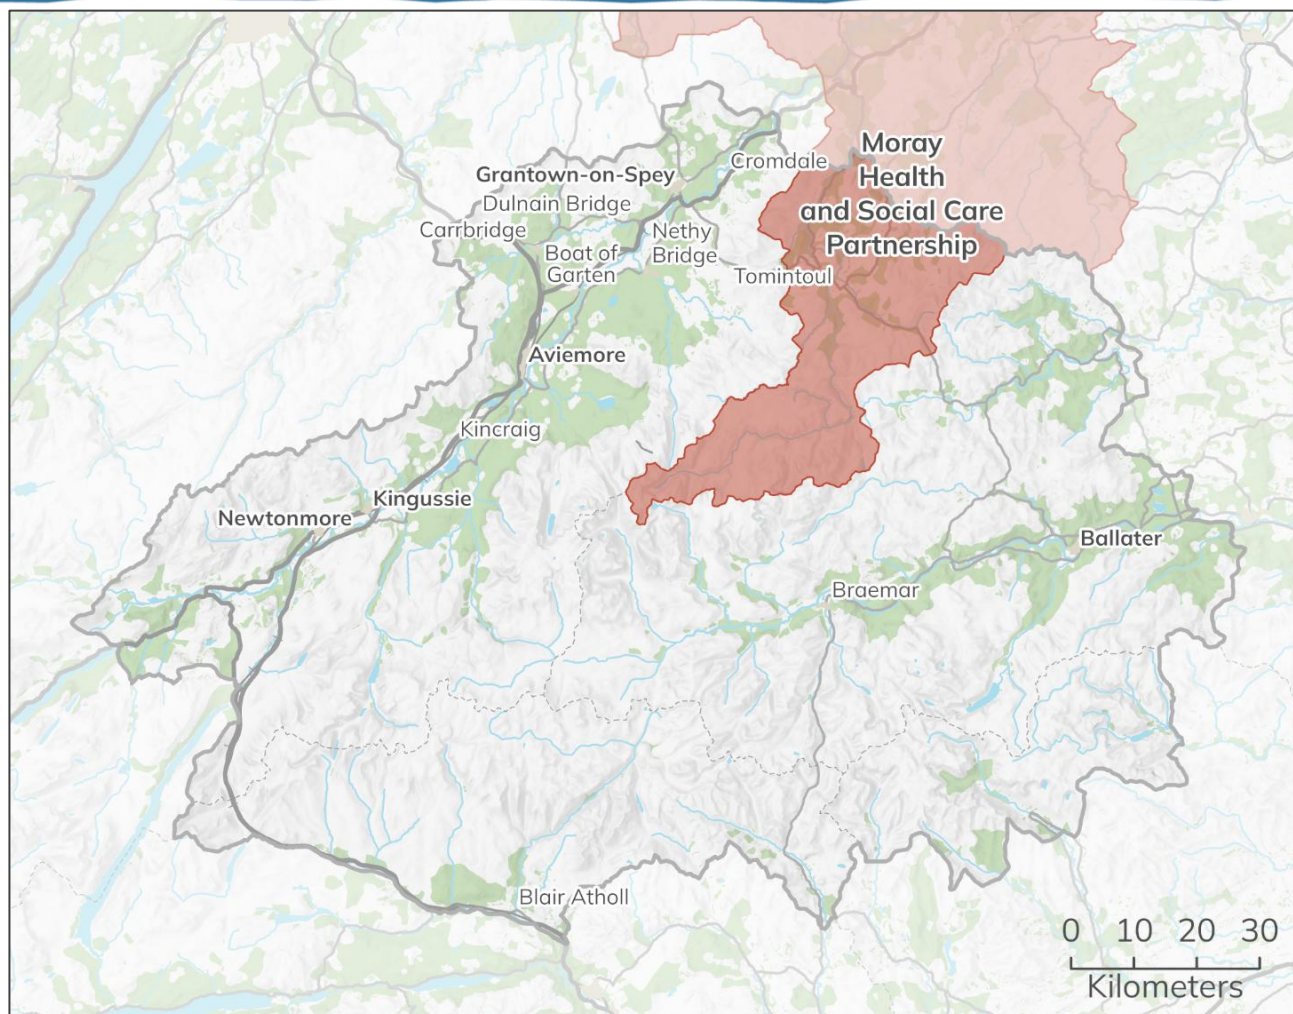 Moray
Health
and Social Care
Partnership
Cromdale
Grantown-on-Spey
Dulnain Bridge
Carrbridge
Nethy
Bridge
Boat of
Garten
Tomintoul
Aviemore
Kincraig
Kingussie
Newtonmore
Ballater
Braemar
Blair Atholl
0 10 20 30
Kilometers